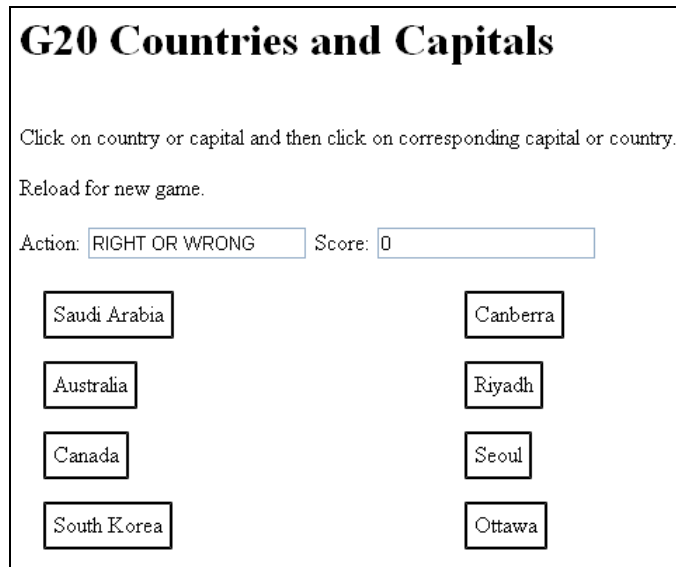 G20 Countries and Capitals
Click on country or capital and then click on corresponding capital or country.
Reload for new game.
Action: RIGHT OR WRONG Score: 0
Saudi Arabia Canberra
Australia Riyadh
Canada Seoul
South Korea Ottawa